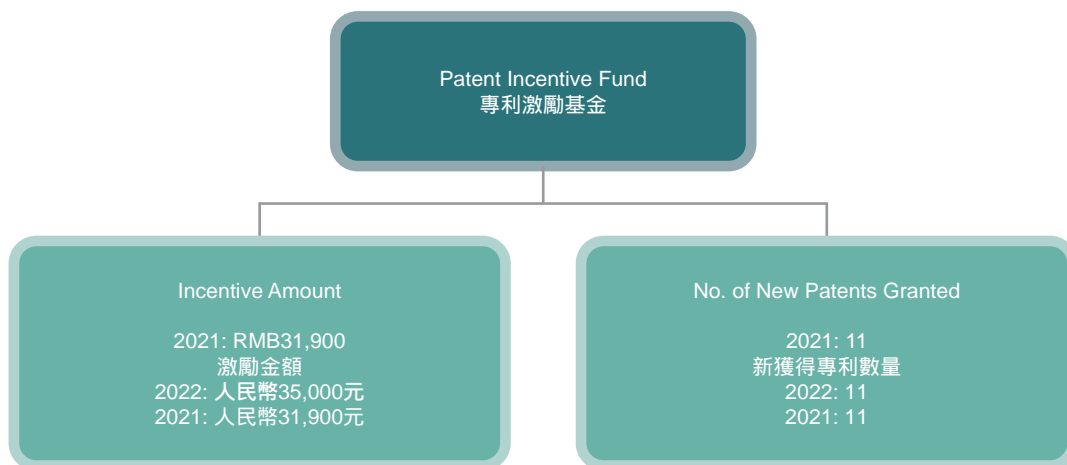 Patent Incentive Fund
專利激勵基金
Incentive Amount
2021: RMB31,900
激勵金額
2022: 人民幣35,000元
2021: 人民幣31,900元
No. of New Patents Granted
2021: 11
新獲得專利數量
2022: 11
2021: 11